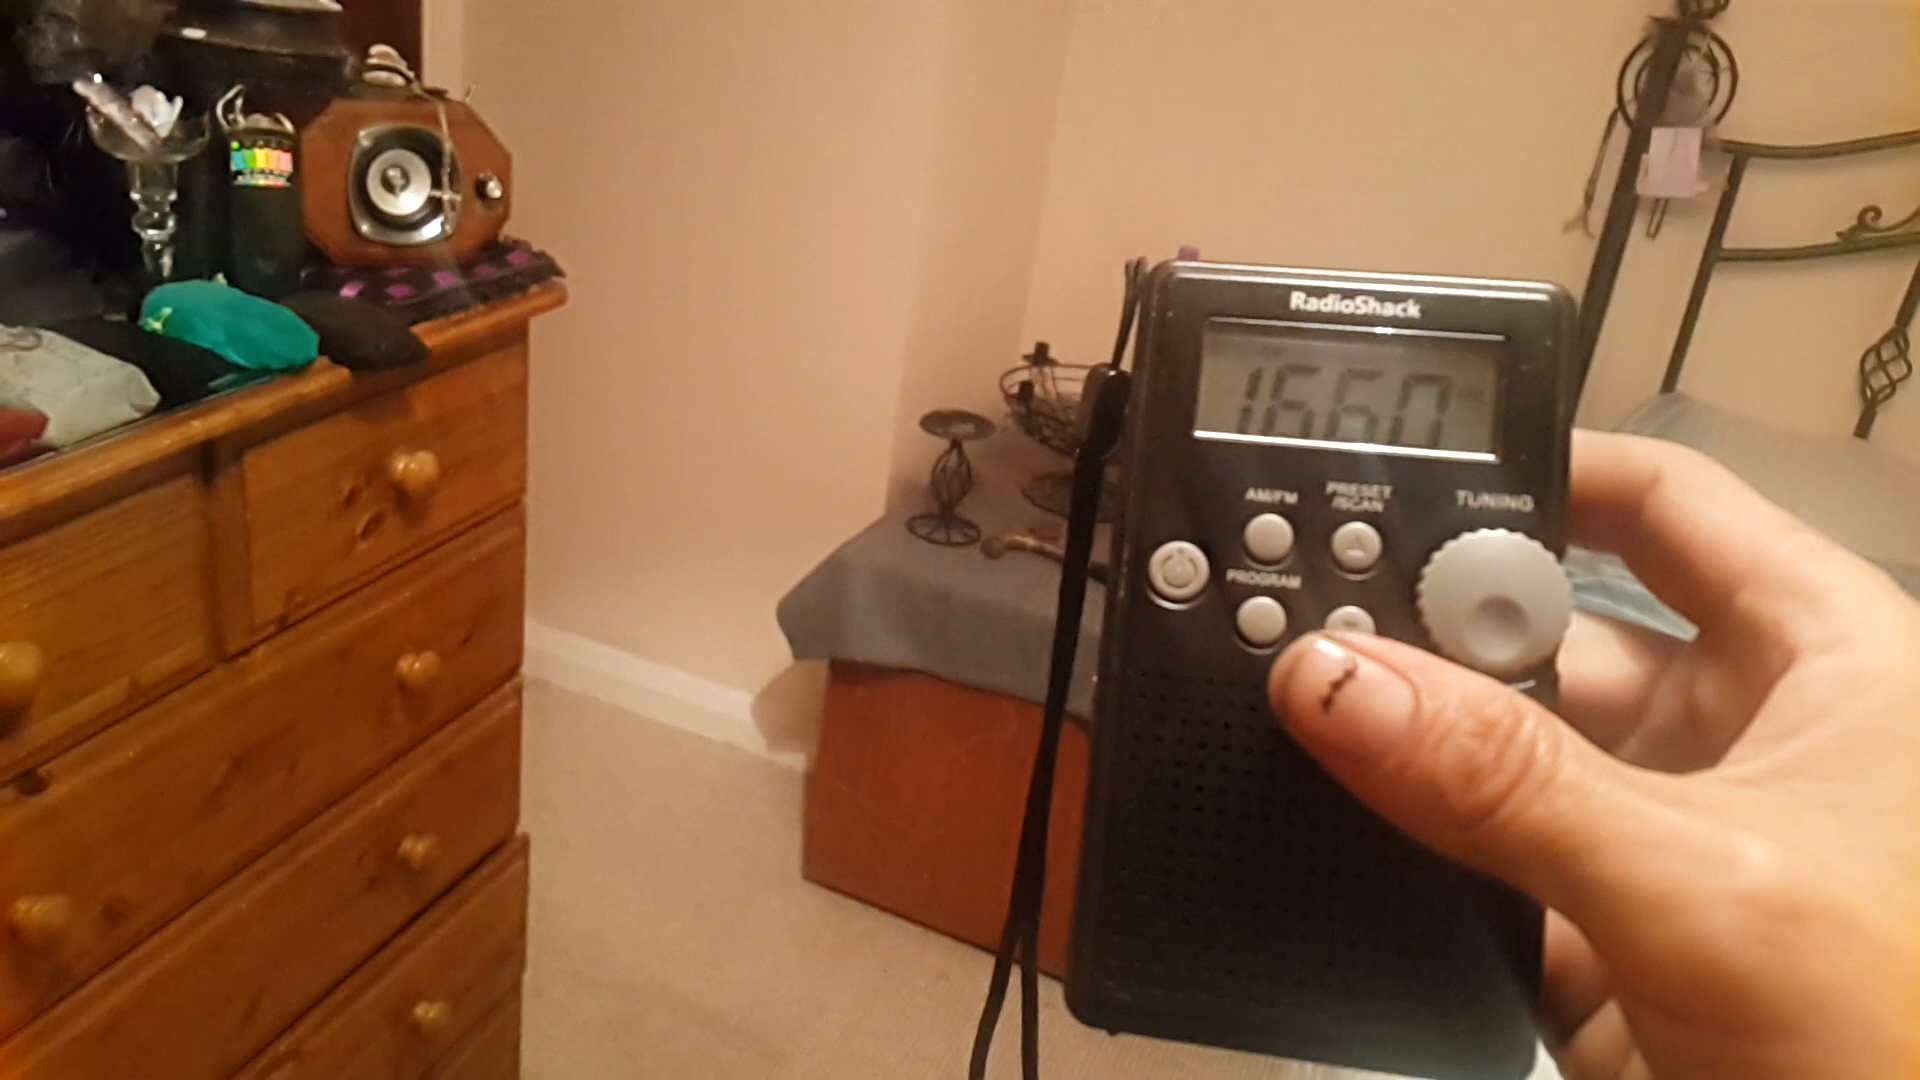 RadioShack
1660
AM/FM
PRESET
/SCAN
TUNING
PROGRAM